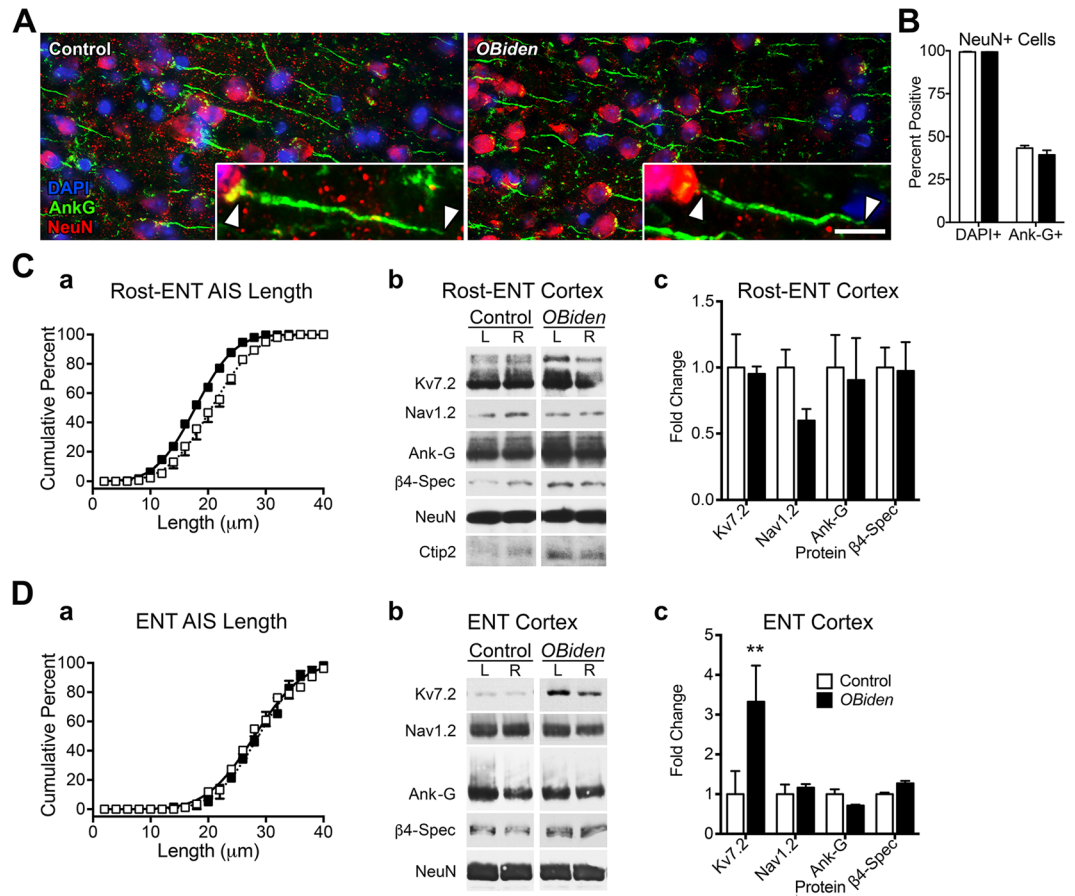 A
Control
OBiden
DAPI
AnkG
NeuN
B
NeuN+ Cells
Percent Positive
100
75
50
25
0
DAPI+ Ank-G+
C
a
Rost-ENT AIS Length
Cumulative Percent
100
80
60
40
20
0
0 10 20 30 40
Length (μm)
b
Rost-ENT Cortex
Control OBiden
L R L R
Kv7.2
Nav1.2
Ank-G
β4-Spec
NeuN
Ctip2
c
Rost-ENT Cortex
Fold Change
1.5
1.0
0.5
0.0
Kv7.2 Nav1.2 Ank-G β4-Spec
Protein
D
a
ENT AIS Length
Cumulative Percent
100
80
60
40
20
0
0 10 20 30 40
Length (μm)
b
ENT Cortex
Control OBiden
L R L R
Kv7.2
Nav1.2
Ank-G
β4-Spec
NeuN
c
ENT Cortex
Fold Change
5
4
3
2
1
0
**
Control
OBiden
Kv7.2 Nav1.2 Ank-G β4-Spec
Protein